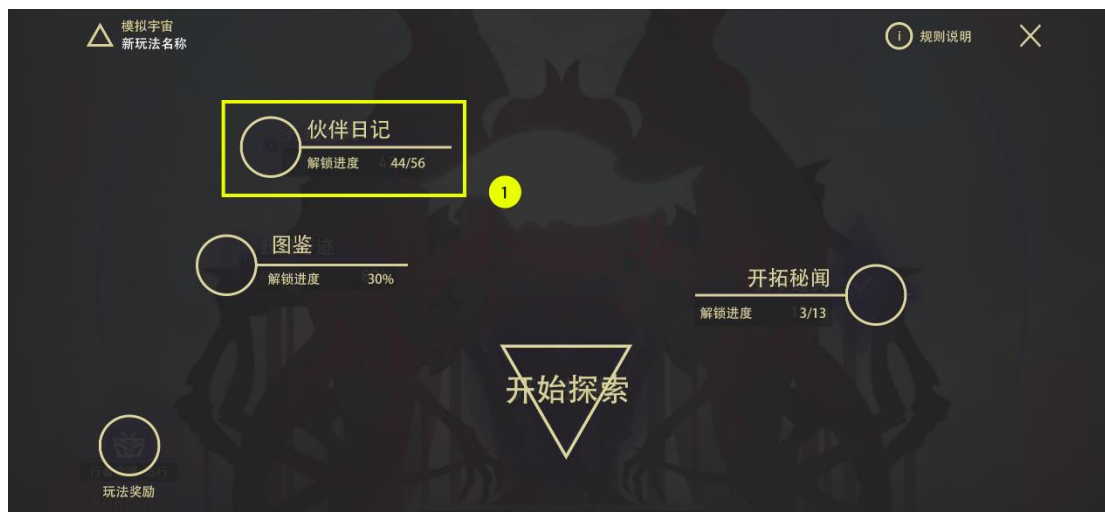 模拟宇宙
新玩法名称
规则说明
伙伴日记
解锁进度 44/56
1
图鉴
解锁进度 30%
开拓秘闻
解锁进度 3/13
开始探索
玩法奖励